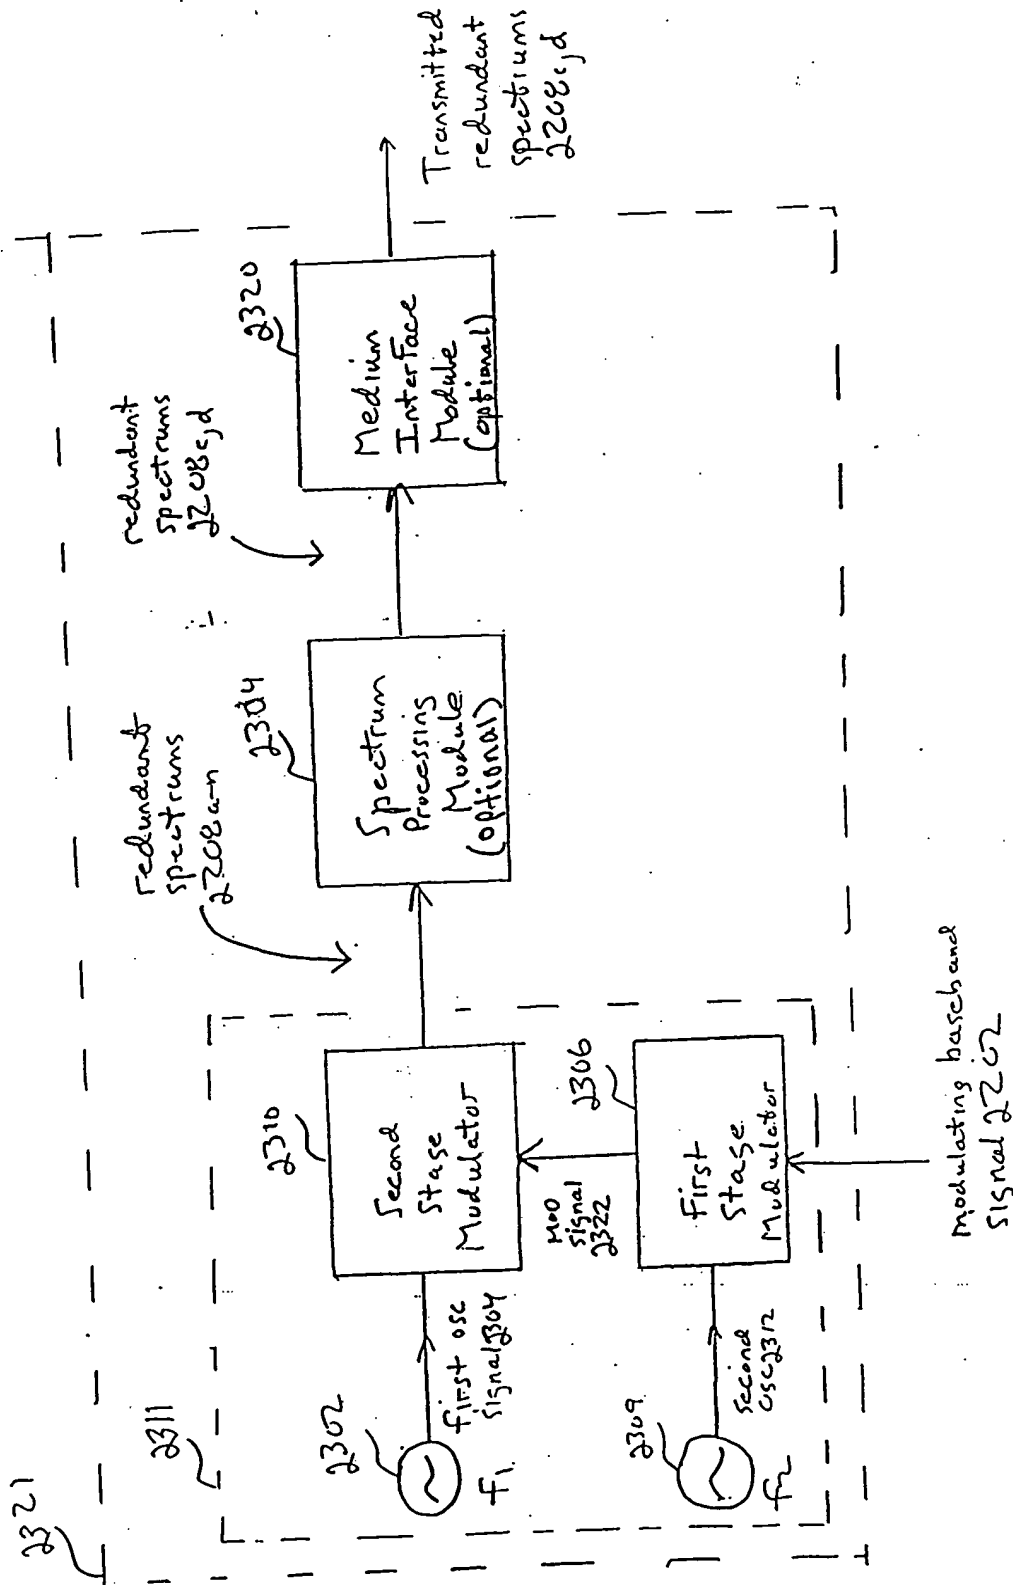 2321
2311
2302
f1
First osc
signal 2304
2310
Second
Stage
Modulator
MOD
signal
2322
2309
f2
second
osc 2312
2306
First
Stage
Modulator
modulating baseband
signal 2202
redundant
spectrums
2208a-n
2314
Spectrum
Processing
Module
(optional)
redundant
spectrums
2208c,d
2320
Medium
Interface
Module
(optional)
Transmitted
redundant
spectrums
2208c,d